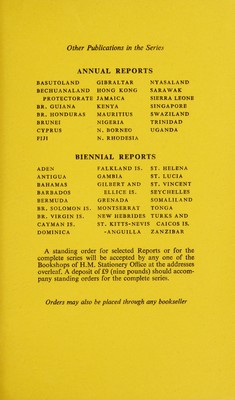 Other Publications in the Series
ANNUAL REPORTS
BASUTOLAND GIBRALTAR NYASALAND
BECHUANALAND HONG KONG SARAWAK
PROTECTORATE JAMAICA SIERRA LEONE
BR. GUIANA KENYA SINGAPORE
BR. HONDURAS MAURITIUS SWAZILAND
BRUNEI NIGERIA TRINIDAD
CYPRUS N. BORNEO UGANDA
FIJI N. RHODESIA
BIENNIAL REPORTS
ADEN FALKLAND IS. ST. HELENA
ANTIGUA GAMBIA ST. LUCIA
BAHAMAS GILBERT AND ST. VINCENT
BARBADOS ELLICE IS. SEYCHELLES
BERMUDA GRENADA SOMALILAND
BR. SOLOMON IS. MONTSERRAT TONGA
BR. VIRGIN IS. NEW HEBRIDES TURKS AND
CAYMAN IS. ST. KITTS-NEVIS CAICOS IS.
DOMINICA -ANGUILLA ZANZIBAR
A standing order for selected Reports or for the
complete series will be accepted by any one of the
Bookshops of H.M. Stationery Office at the addresses
overleaf. A deposit of £9 (nine pounds) should accom-
pany standing orders for the complete series.
Orders may also be placed through any bookseller